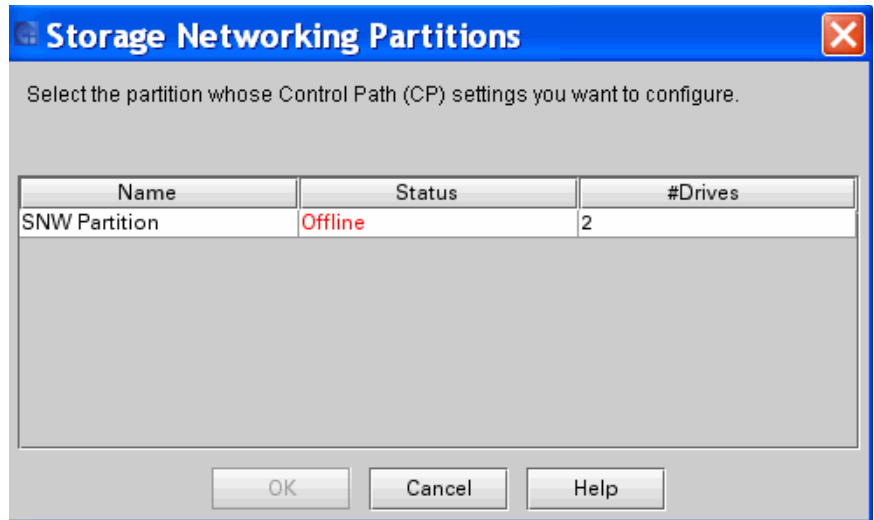 Storage Networking Partitions
Select the partition whose Control Path (CP) settings you want to configure.
Name Status #Drives
SNW Partition Offline 2
OK Cancel Help